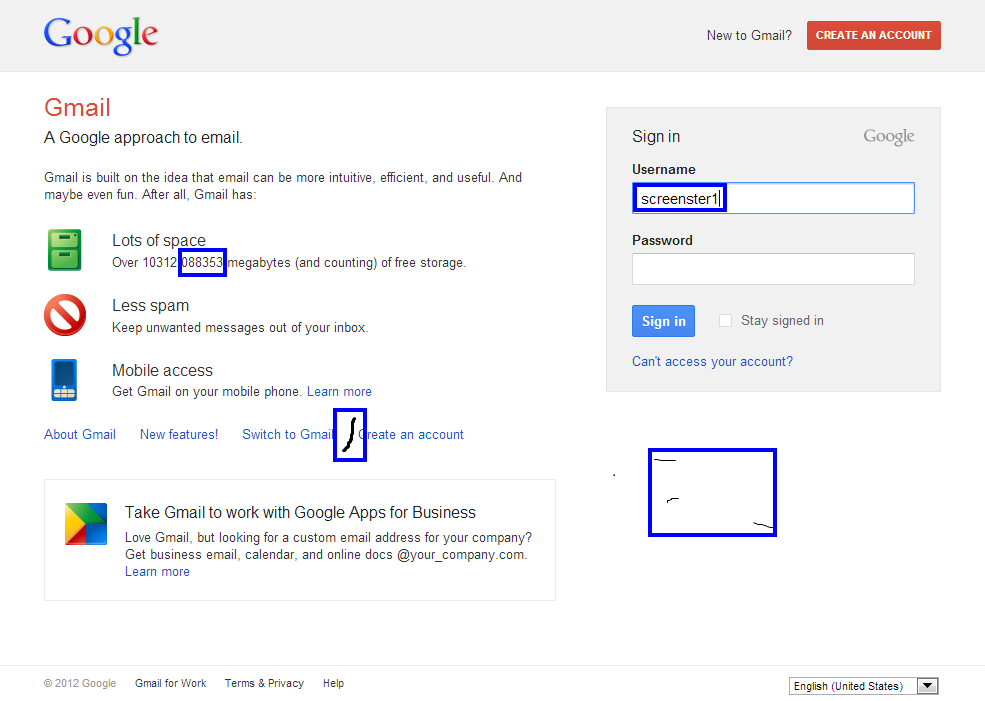 Google
New to Gmail? CREATE AN ACCOUNT
Gmail
A Google approach to email.
Gmail is built on the idea that email can be more intuitive, efficient, and useful. And
maybe even fun. After all, Gmail has:
Lots of space
Over 10312.088353 megabytes (and counting) of free storage.
Less spam
Keep unwanted messages out of your inbox.
Mobile access
Get Gmail on your mobile phone. Learn more
About Gmail New features! Switch to Gmail Create an account
Take Gmail to work with Google Apps for Business
Love Gmail, but looking for a custom email address for your company?
Get business email, calendar, and online docs @your_company.com.
Learn more
Sign in Google
Username
screenster1
Password
Sign in Stay signed in
Can't access your account?
© 2012 Google Gmail for Work Terms & Privacy Help
English (United States)